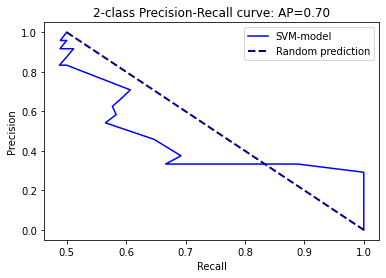 2-class Precision-Recall curve: AP=0.70
SVM-model
Random prediction
Precision
1.0
0.8
0.6
0.4
0.2
0.0
0.5 0.6 0.7 0.8 0.9 1.0
Recall